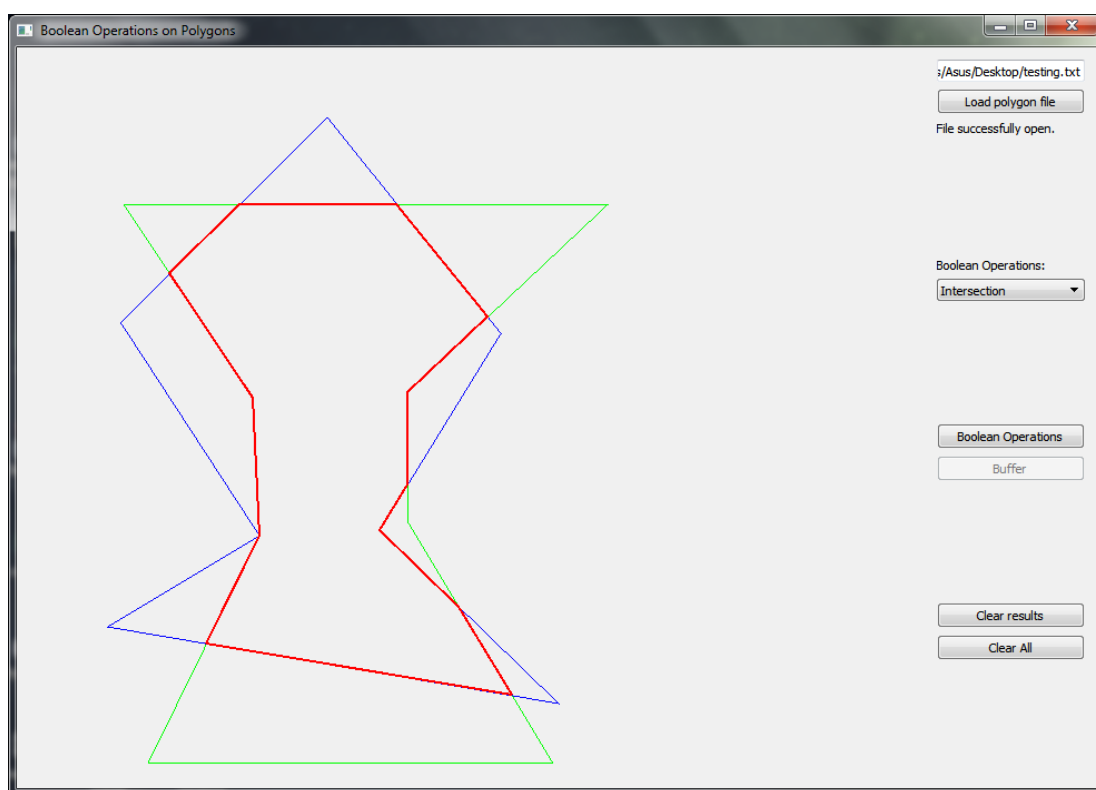 Boolean Operations on Polygons
s/Asus/Desktop/testing.txt
Load polygon file
File successfully open.
Boolean Operations:
Intersection
Boolean Operations
Buffer
Clear results
Clear All